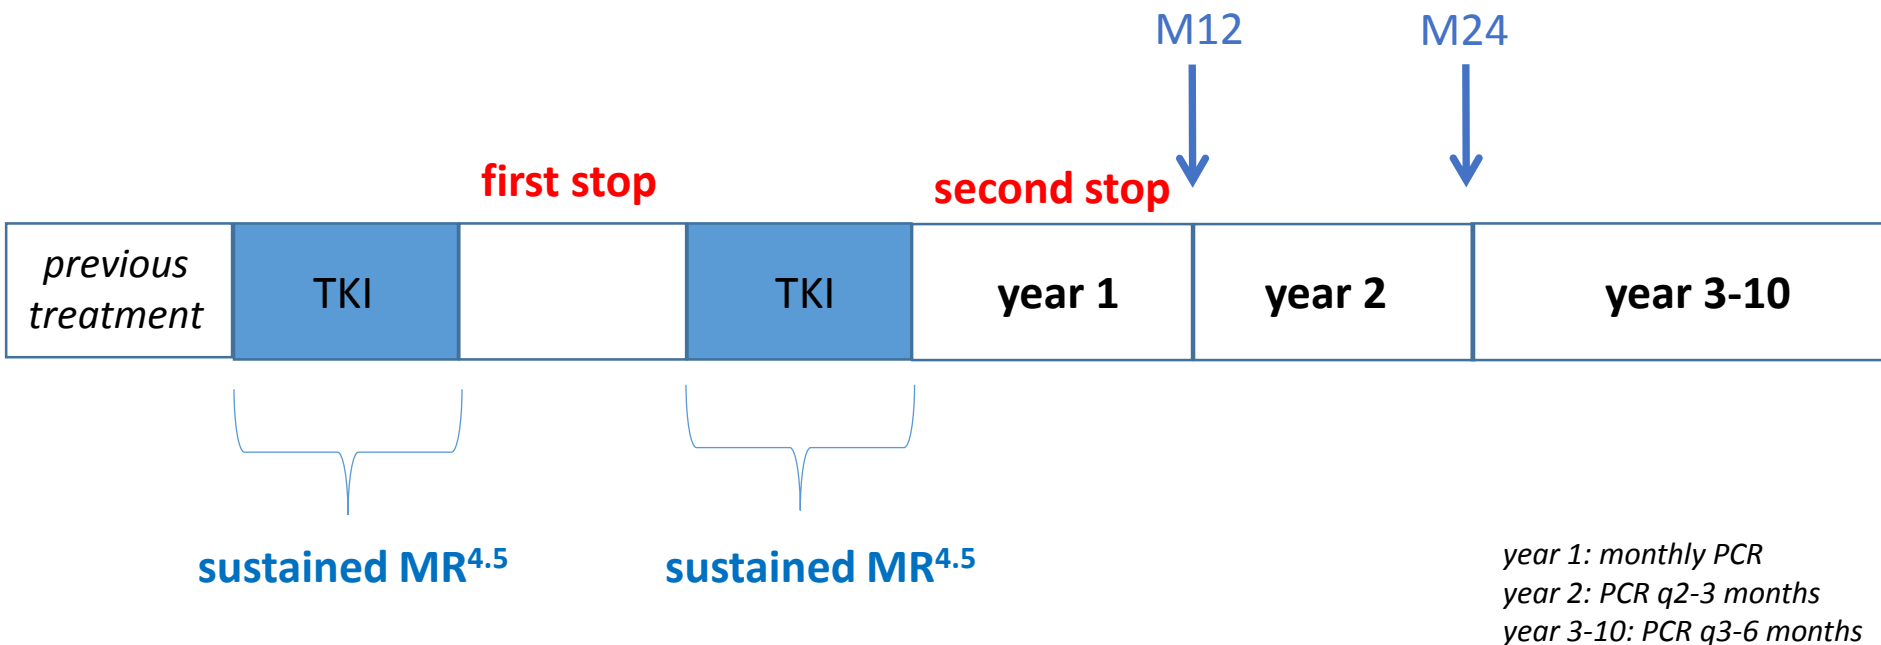 M12 M24
first stop second stop
previous
treatment
TKI TKI year 1 year 2 year 3-10
sustained MR4.5 sustained MR4.5
year 1: monthly PCR
year 2: PCR q2-3 months
year 3-10: PCR q3-6 months